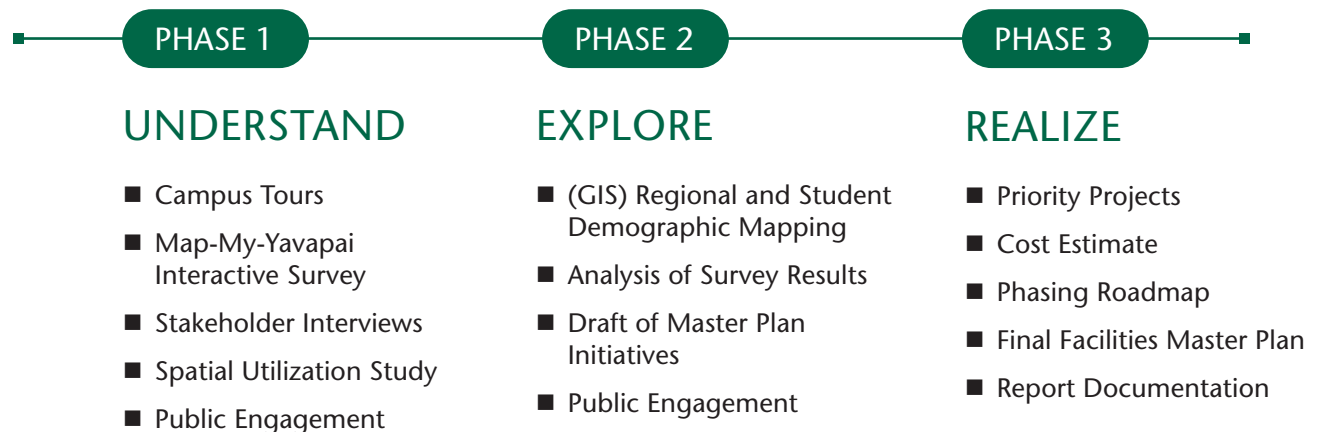 PHASE 1
UNDERSTAND
■ Campus Tours
■ Map-My-Yavapai
Interactive Survey
■ Stakeholder Interviews
■ Spatial Utilization Study
■ Public Engagement
PHASE 2
EXPLORE
■ (GIS) Regional and Student
Demographic Mapping
■ Analysis of Survey Results
■ Draft of Master Plan
Initiatives
■ Public Engagement
PHASE 3
REALIZE
■ Priority Projects
■ Cost Estimate
■ Phasing Roadmap
■ Final Facilities Master Plan
■ Report Documentation